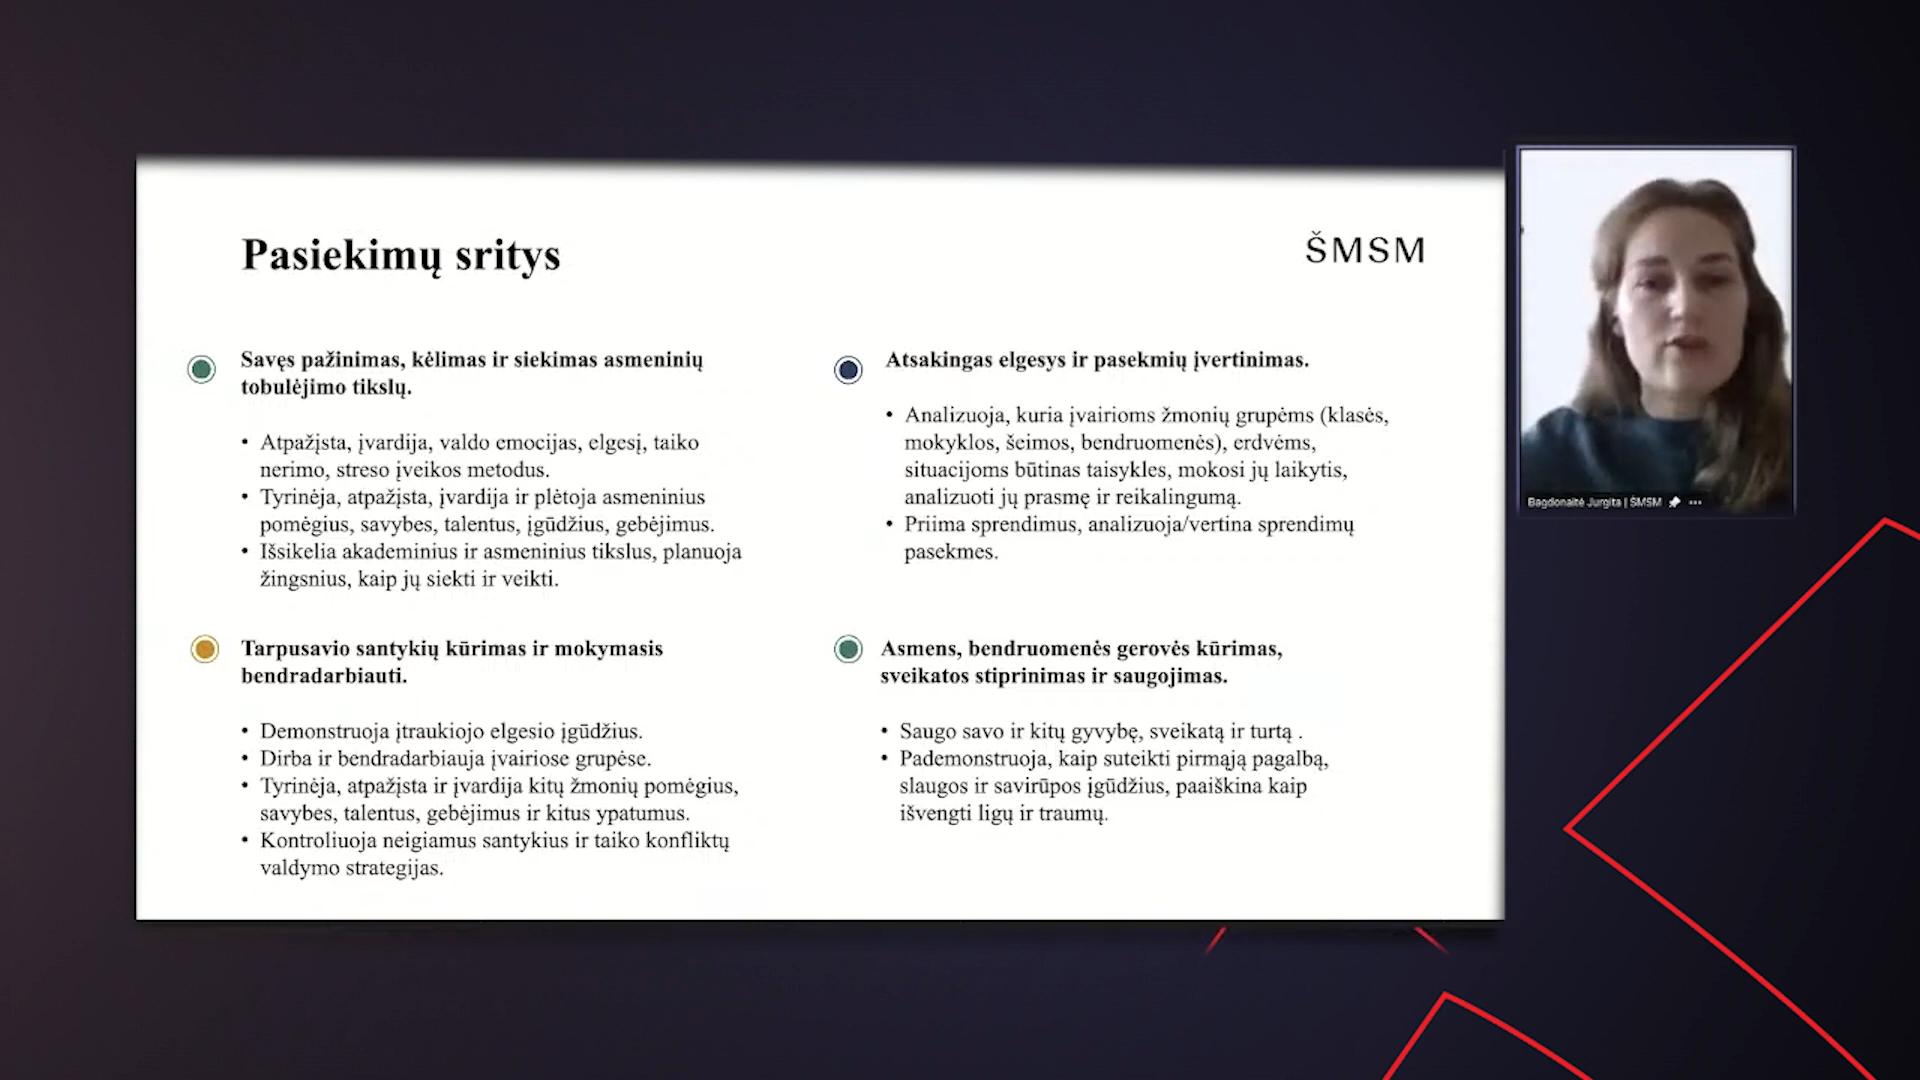 Pasiekimų sritys
ŠMSM
Savęs pažinimas, kėlimas ir siekimas asmeninių
tobulėjimo tikslų.
• Atpažįsta, įvardija, valdo emocijas, elgesį, taiko
nerimo, streso įveikos metodus.
• Tyrinėja, atpažįsta, įvardija ir plėtoja asmeninius
pomėgius, savybes, talentus, įgūdžius, gebėjimus.
• Išsikelia akademinius ir asmeninius tikslus, planuoja
žingsnius, kaip jų siekti ir veikti.
Atsakingas elgesys ir pasekmių įvertinimas.
• Analizuoja, kuria įvairioms žmonių grupėms (klasės,
mokyklos, šeimos, bendruomenės), erdvėms,
situacijoms būtinas taisykles, mokosi jų laikytis,
analizuoti jų prasmę ir reikalingumą.
• Priima sprendimus, analizuoja/vertina sprendimų
pasekmes.
Tarpusavio santykių kūrimas ir mokymasis
bendradarbiauti.
• Demonstruoja įtraukiojo elgesio įgūdžius.
• Dirba ir bendradarbiauja įvairiose grupėse.
• Tyrinėja, atpažįsta ir įvardija kitų žmonių pomėgius,
savybes, talentus, gebėjimus ir kitus ypatumus.
• Kontroliuoja neigiamus santykius ir taiko konfliktų
valdymo strategijas.
Asmens, bendruomenės gerovės kūrimas,
sveikatos stiprinimas ir saugojimas.
• Saugo savo ir kitų gyvybę, sveikatą ir turtą .
• Pademonstruoja, kaip suteikti pirmąją pagalbą,
slaugos ir savirūpos įgūdžius, paaiškina kaip
išvengti ligų ir traumų.
Bagdonaitė Jurgita | ŠMSM